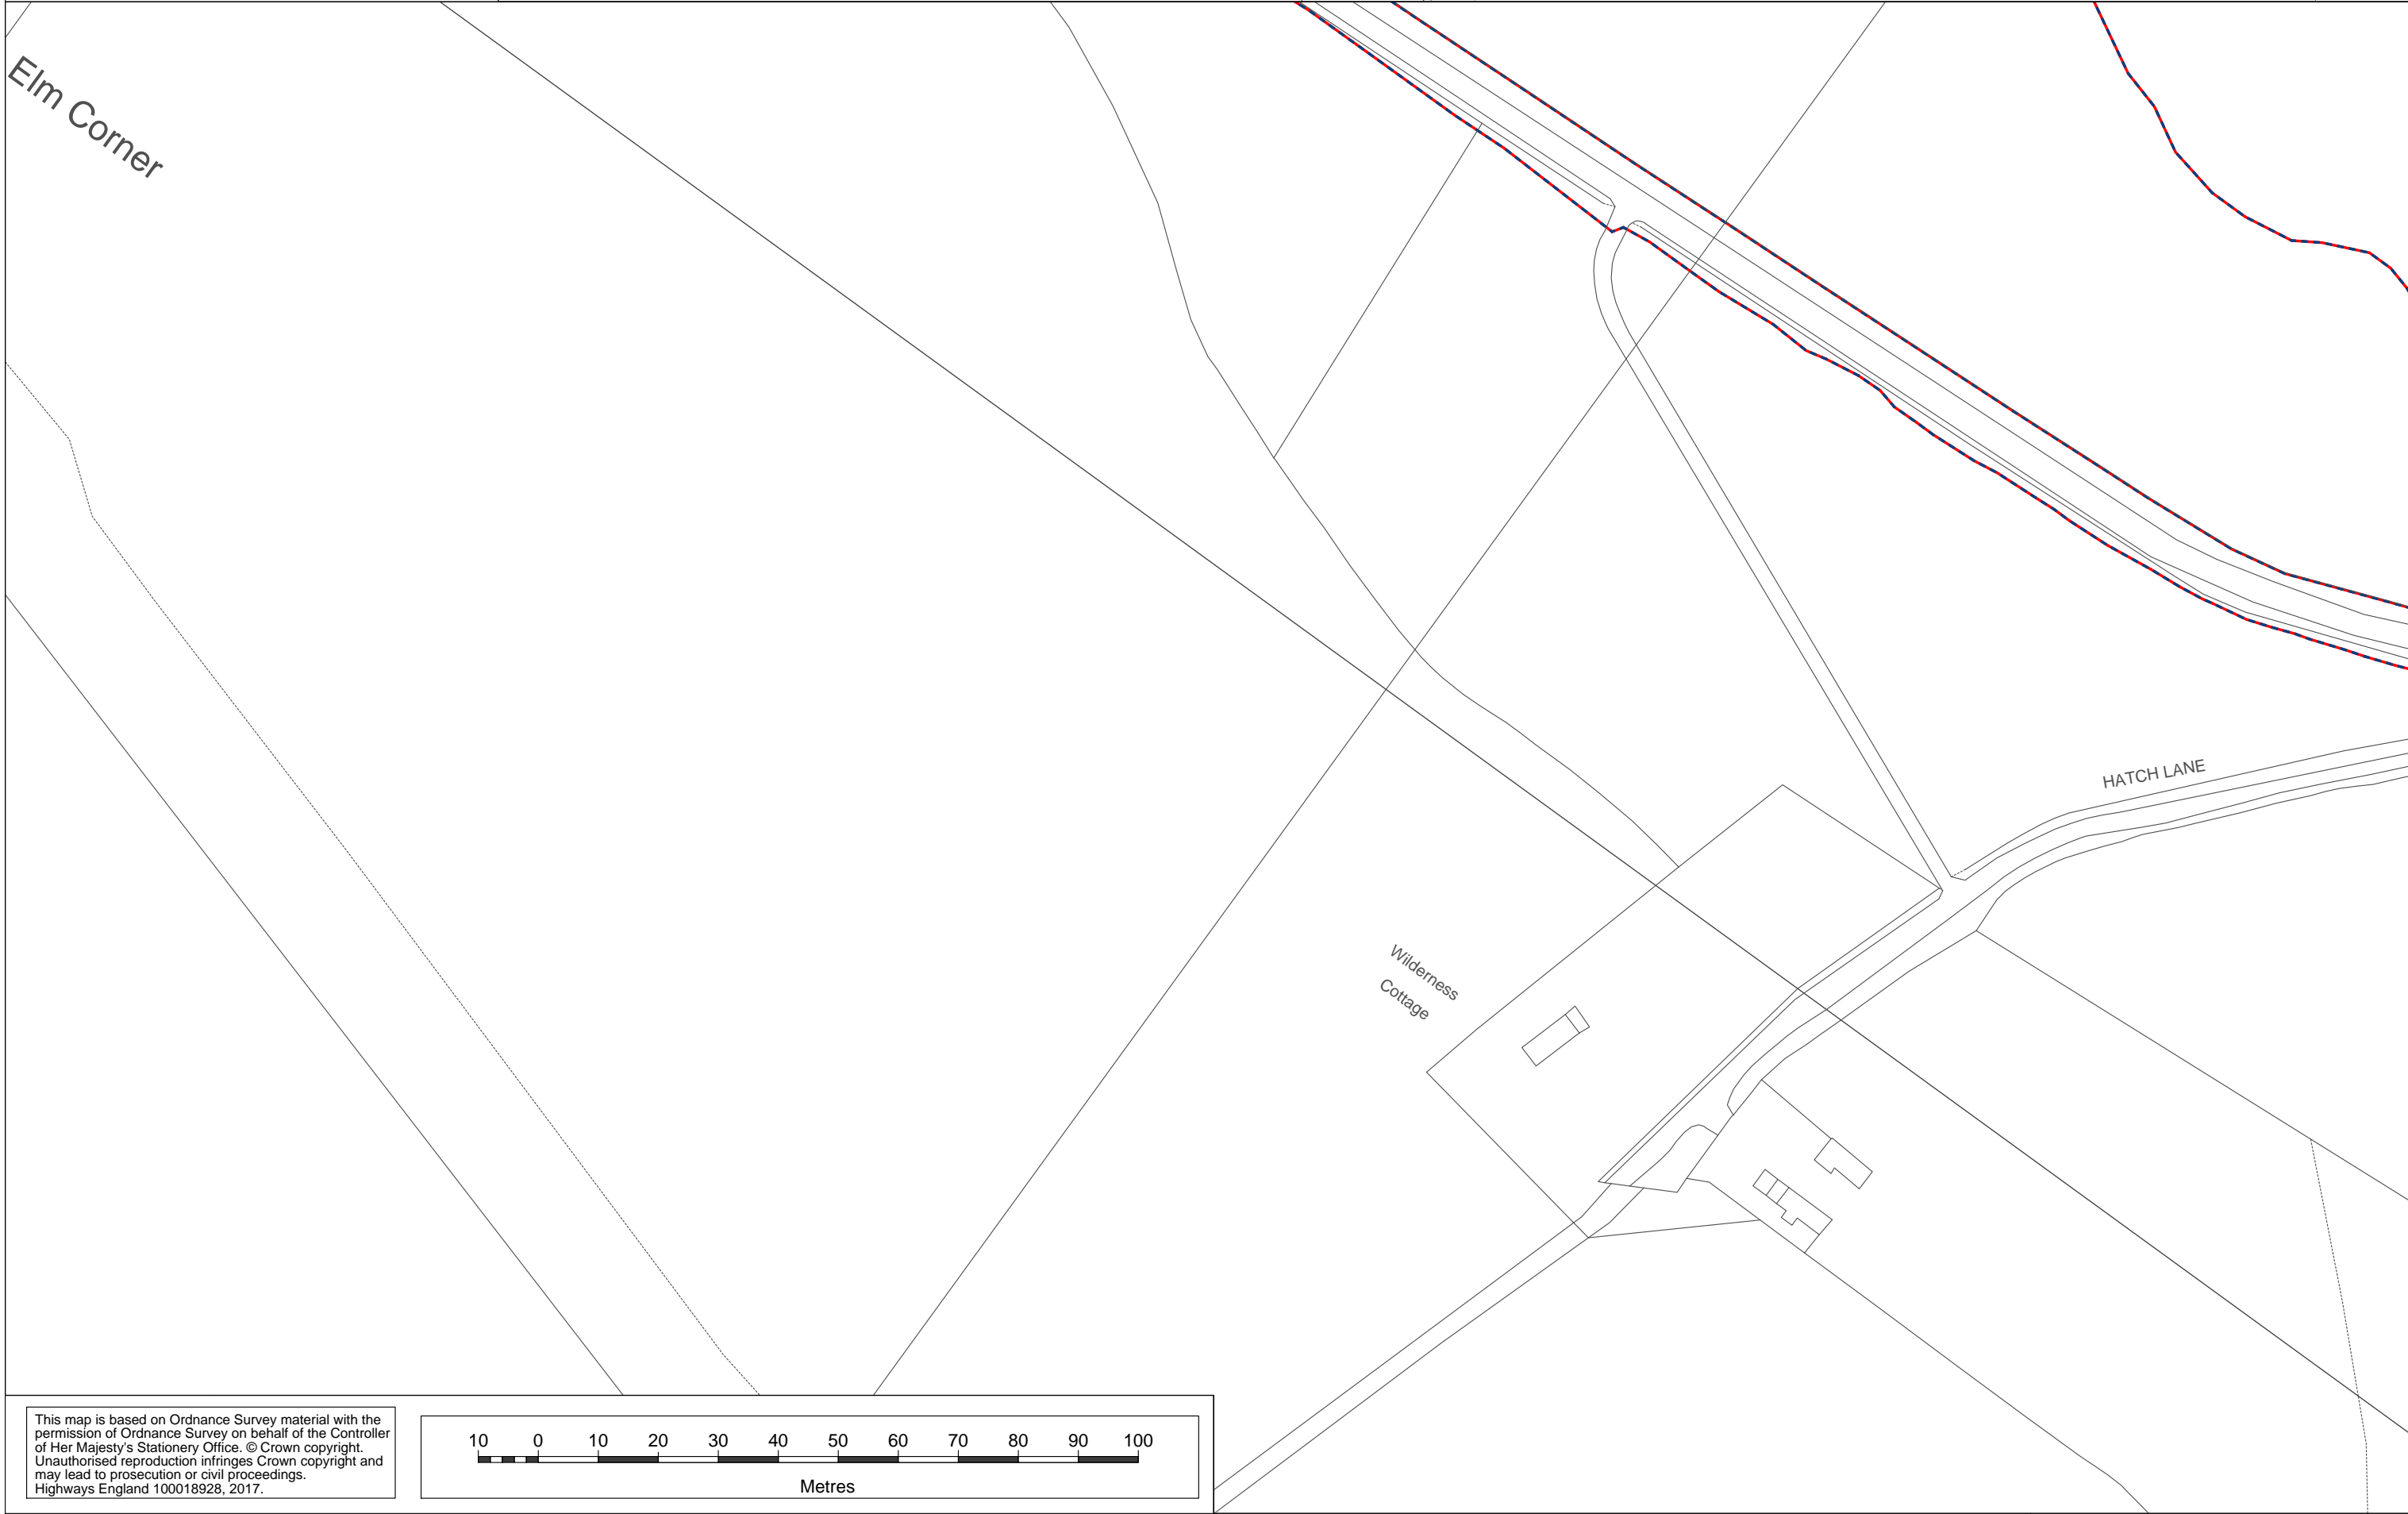 Elm Corner
HATCH LANE
Wilderness
Cottage
This map is based on Ordnance Survey material with the
permission of Ordnance Survey on behalf of the Controller
of Her Majesty's Stationery Office. © Crown copyright.
Unauthorised reproduction infringes Crown copyright and
may lead to prosecution or civil proceedings.
Highways England 100018928, 2017.
10 0 10 20 30 40 50 60 70 80 90 100
Metres